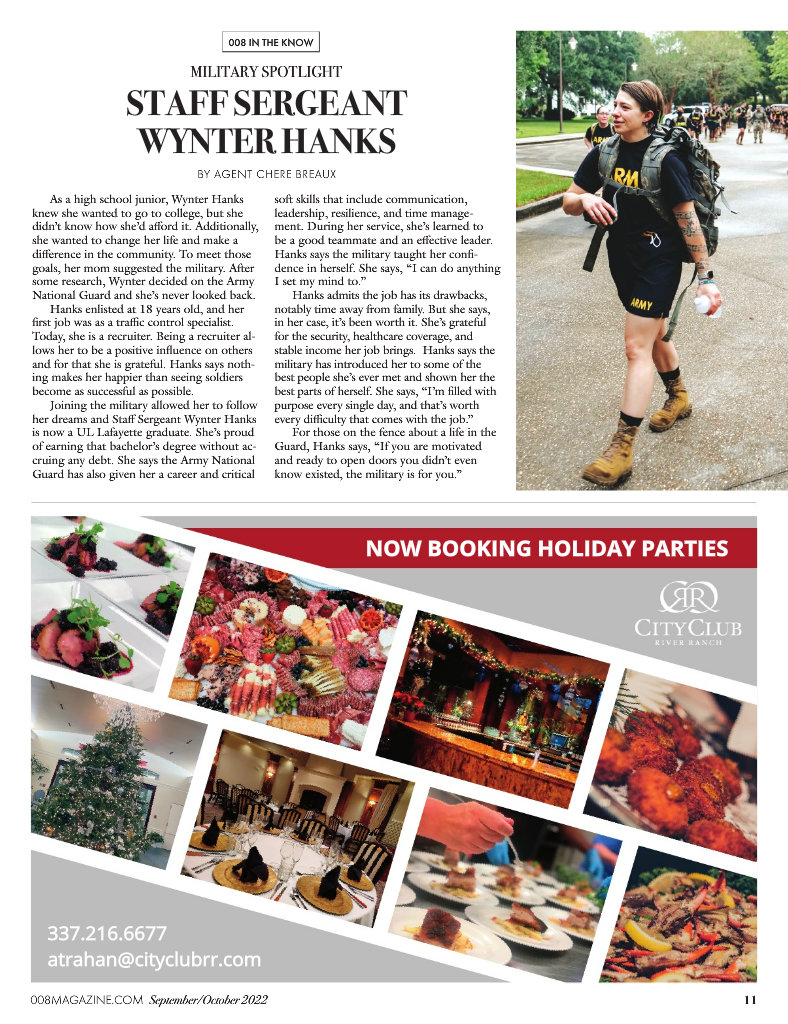 008 IN THE KNOW
MILITARY SPOTLIGHT
STAFF SERGEANT
WYNTER HANKS
BY AGENT CHERE BREAUX
As a high school junior, Wynter Hanks
knew she wanted to go to college, but she
didn’t know how she’d afford it. Additionally,
she wanted to change her life and make a
difference in the community. To meet those
goals, her mom suggested the military. After
some research, Wynter decided on the Army
National Guard and she’s never looked back.
Hanks enlisted at 18 years old, and her
first job was as a traffic control specialist.
Today, she is a recruiter. Being a recruiter al-
lows her to be a positive influence on others
and for that she is grateful. Hanks says noth-
ing makes her happier than seeing soldiers
become as successful as possible.
Joining the military allowed her to follow
her dreams and Staff Sergeant Wynter Hanks
is now a UL Lafayette graduate. She’s proud
of earning that bachelor’s degree without ac-
cruing any debt. She says the Army National
Guard has also given her a career and critical
soft skills that include communication,
leadership, resilience, and time manage-
ment. During her service, she’s learned to
be a good teammate and an effective leader.
Hanks says the military taught her confi-
dence in herself. She says, “I can do anything
I set my mind to.”
Hanks admits the job has its drawbacks,
notably time away from family. But she says,
in her case, it’s been worth it. She’s grateful
for the security, healthcare coverage, and
stable income her job brings. Hanks says the
military has introduced her to some of the
best people she’s ever met and shown her the
best parts of herself. She says, “I’m filled with
purpose every single day, and that’s worth
every difficulty that comes with the job.”
For those on the fence about a life in the
Guard, Hanks says, “If you are motivated
and ready to open doors you didn’t even
know existed, the military is for you.”
ARM
ARMY
NOW BOOKING HOLIDAY PARTIES
CITYCLUB
RIVER RANCH
337.216.6677
atrahan@cityclubrr.com
008MAGAZINE.COM September/October 2022
11